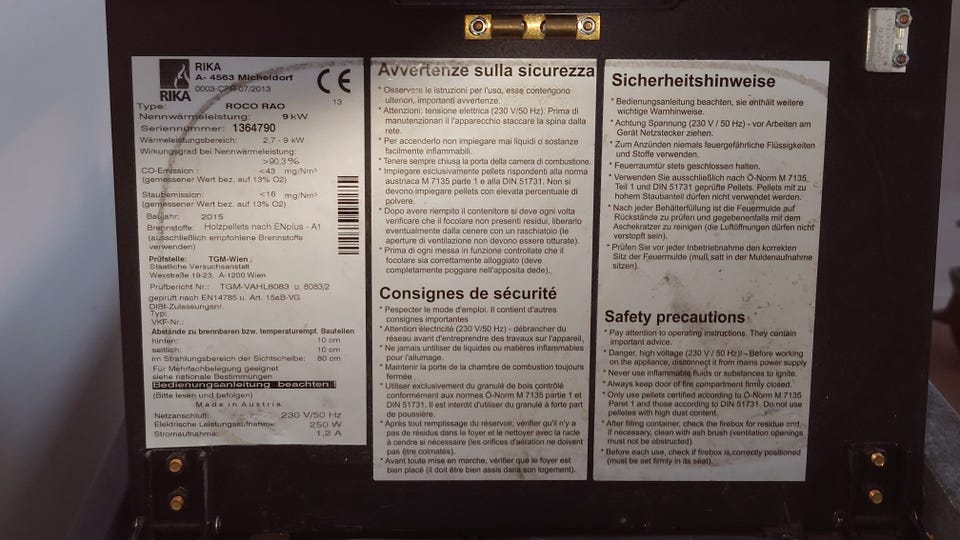 RIKA
RIKA
A- 4563 Micheldorf
0003-CPR-07/2013
CE
13
Type: ROCO RAO
Nennwärmeleistung: 9 kW
Seriennummer: 1364790
Wärmeleistungsbereich: 2,7 - 9 kW
Wirkungsgrad bei Nennwärmeleistung:
>90,3%
CO-Emission: <43 mg/Nm³
(gemessener Wert bez. auf 13% O2)
Staubemission: <16 mg/Nm³
(gemessener Wert bez. auf 13% O2)
Baujahr: 2015
Brennstoffe: Holzpellets nach ENplus - A1
(ausschließlich empfohlene Brennstoffe
verwenden)
Prüfstelle: TGM-Wien
Staatliche Versuchsanstalt
Wexstraße 19-23, A-1200 Wien
Prüfbericht Nr.: TGM-VAHL8083 u. 8083/2
geprüft nach EN14785 u. Art. 15a B-VG
DIBt-Zulassungsnr.
Typ:
VKF-Nr.:
Abstände zu brennbaren bzw. temperaturempf. Bauteilen
hinten: 10 cm
seitlich: 10 cm
im Strahlungsbereich der Sichtscheibe: 80 cm
Für Mehrfachbelegung geeignet
siehe nationale Bestimmungen
Bedienungsanleitung beachten !
(Bitte lesen und befolgen)
Made in Austria
Netzanschluß: 230 V/50 Hz
Elektrische Leistungsaufnahme: 250 W
Stromaufnahme: 1,2 A
Avvertenze sulla sicurezza
* Osservare le istruzioni per l'uso, esse contengono
ulteriori, importanti avvertenze.
* Attenzioni: tensione elettrica (230 V/50 Hz). Prima di
manutenzionari il l'apparecchio staccare la spina dalla
rete.
* Per accenderlo non impiegare mai liquidi o sostanze
facilmente infiammabili.
* Tenere sempre chiusa la porta della camera di combustione.
* Impiegare esclusivamente pellets rispondenti alla norma
austriaca M 7135 parte 1 e alla DIN 51731. Non si
devono impiegare pellets con elevata percentuale di
polvere.
* Dopo avere riempito il contenitore si deve ogni volta
verificare che il focolare non presenti residui, liberarlo
eventualmente dalla cenere con un raschiatoio (le
aperture di ventilazione non devono essere otturate).
* Prima di ogni messa in funzione controllate che il
focolare sia correttamente alloggiato (deve
completamente poggiare nell'apposita dede).
Consignes de sécurité
* Pespecter le mode d'emploi. Il contient d'autres
consignes importantes
* Attention électricité (230 V/50 Hz) - débrancher du
réseau avant d'entreprendre des travaux sur l'appareil.
* Ne jamais utiliser de liquides ou matières inflammables
pour l'allumage.
* Maintenir la porte de la chambre de combustion toujours
fermée
* Utiliser exclusivement du granulé de bois contrôlé
conformément aux normes Ö-Norm M 7135 partie 1 et
DIN 51731. Il est interdit d'utiliser du granulé à forte part
de poussière.
* Après tout remplissage du réservoir, vérifier qu'il n'y a
pas de résidus dans le foyer et le nettoyer avec la racle
à cendre si nécessaire (les orifices d'aération ne doivent
pas être colmatés).
* Avant toute mise en marche, vérifier que le foyer est
bien placé (il doit être bien assis dans son logement).
Sicherheitshinweise
* Bedienungsanleitung beachten, sie enthält weitere
wichtige Warnhinweise.
* Achtung Spannung (230 V / 50 Hz) - vor Arbeiten am
Gerät Netzstecker ziehen.
* Zum Anzünden niemals feuergefährliche Flüssigkeiten
und Stoffe verwenden.
* Feuerraumtür stets geschlossen halten.
* Verwenden Sie ausschließlich nach Ö-Norm M 7135,
Teil 1 und DIN 51731 geprüfte Pellets. Pellets mit zu
hohem Staubanteil dürfen nicht verwendet werden.
* Nach jeder Behälterfüllung ist die Feuermulde auf
Rückstände zu prüfen und gegebenenfalls mit dem
Aschekratzer zu reinigen (die Luftöffnungen dürfen nicht
verstopft sein).
* Prüfen Sie vor jeder Inbetriebnahme den korrekten
Sitz der Feuermulde (muß satt in der Muldenaufnahme
sitzen).
Safety precautions
* Pay attention to operating instructions. They contain
important advice.
* Danger, high voltage (230 V / 50 Hz)! - Before working
on the appliance, disconnect it from mains power supply
* Never use inflammable fluids or substances to ignite.
* Always keep door of fire compartment firmly closed.
* Only use pellets certified according to Ö-Norm M 7135
Paret 1 and those according to DIN 51731. Do not use
pelletes with high dust content.
* After filling container, check the firebox for residue and,
if necessary, clean with ash brush (ventilation openings
must not be obstructed).
* Before each use, check if firebox is correctly positioned
(must be set firmly in its seat).